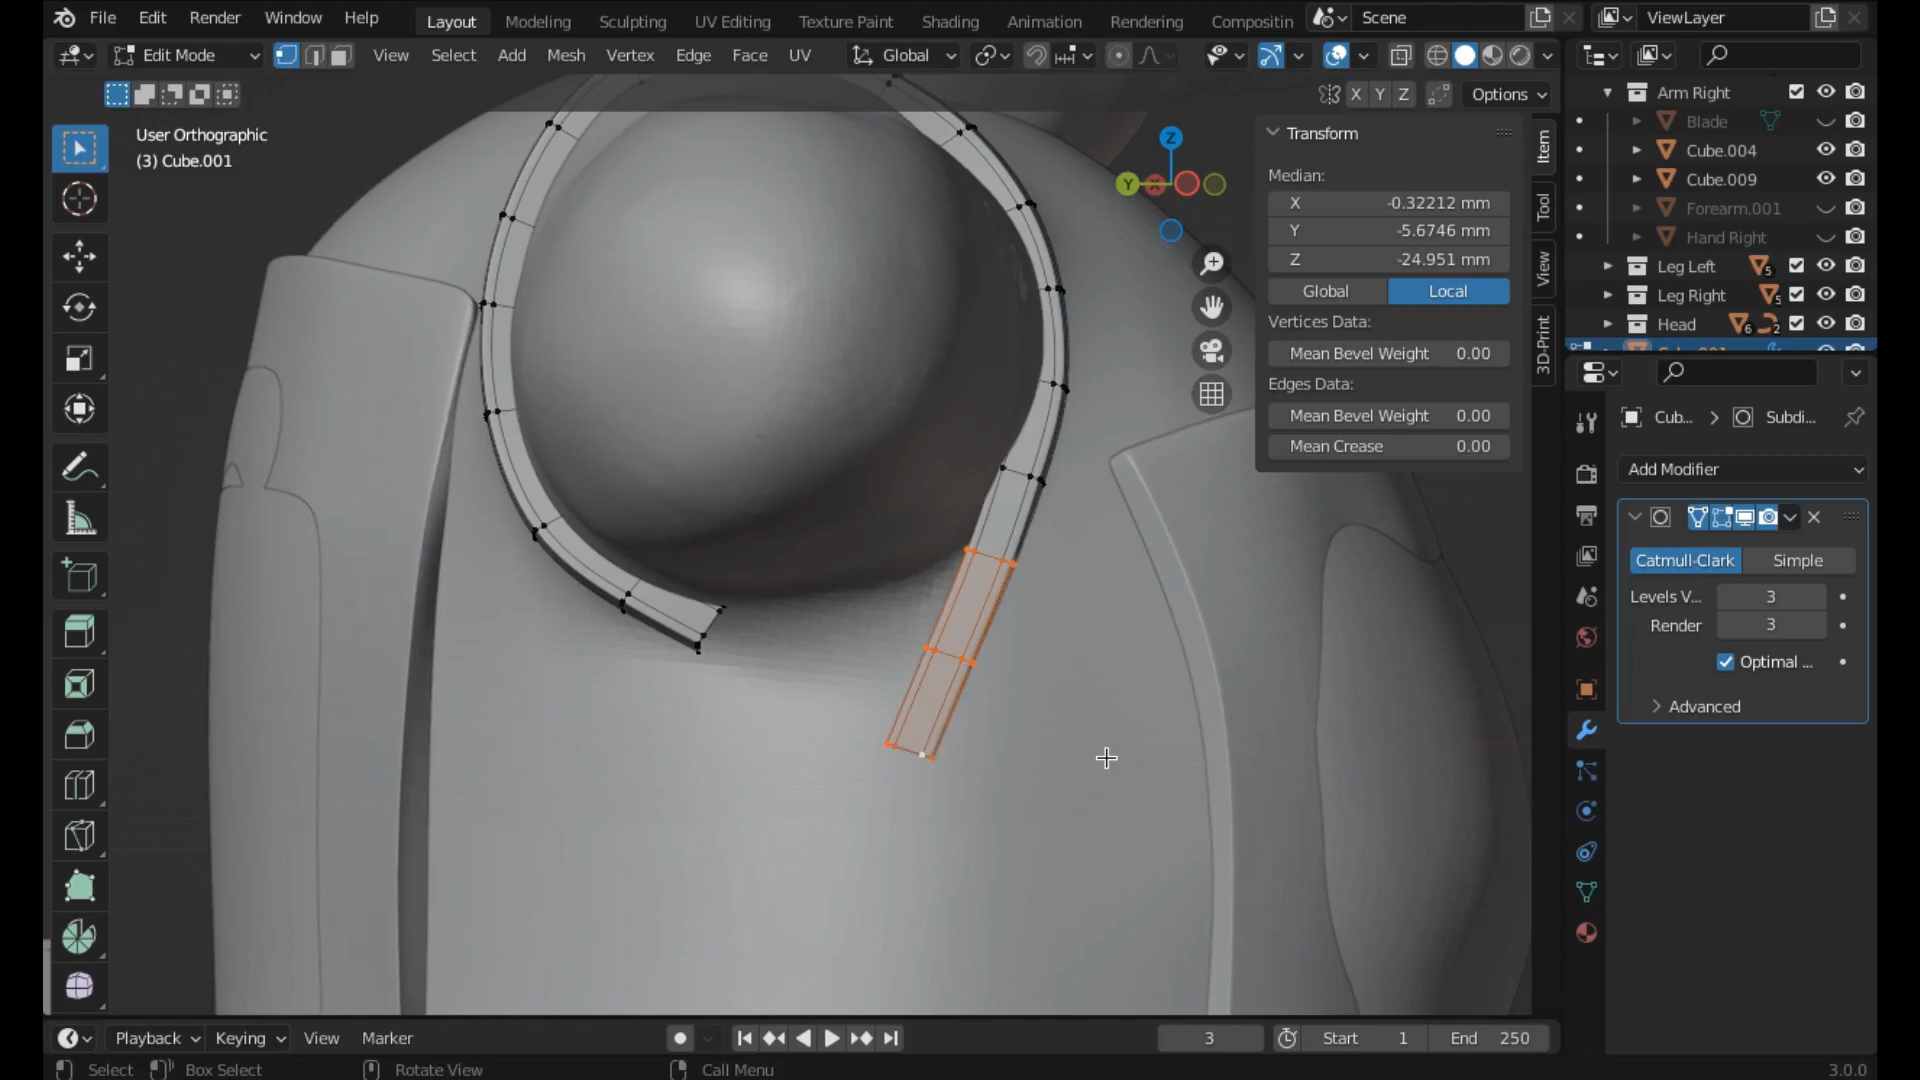 File Edit Render Window Help Layout Modeling Sculpting UV Editing Texture Paint Shading Animation Rendering Compositin Scene ViewLayer
Edit Mode View Select Add Mesh Vertex Edge Face UV Global
X Y Z Options
User Orthographic
(3) Cube.001
Z
Y
X
Transform
Median:
X -0.32212 mm
Y -5.6746 mm
Z -24.951 mm
Global Local
Vertices Data:
Mean Bevel Weight 0.00
Edges Data:
Mean Bevel Weight 0.00
Mean Crease 0.00
Item
Tool
View
3D-Print
Arm Right
Blade
Cube.004
Cube.009
Forearm.001
Hand Right
Leg Left 5
Leg Right 5
Head 6 2
Cub... Subdi...
Add Modifier
Catmull-Clark Simple
Levels V... 3
Render 3
Optimal ...
Advanced
Playback Keying View Marker 3 Start 1 End 250
Select Box Select Rotate View Call Menu 3.0.0